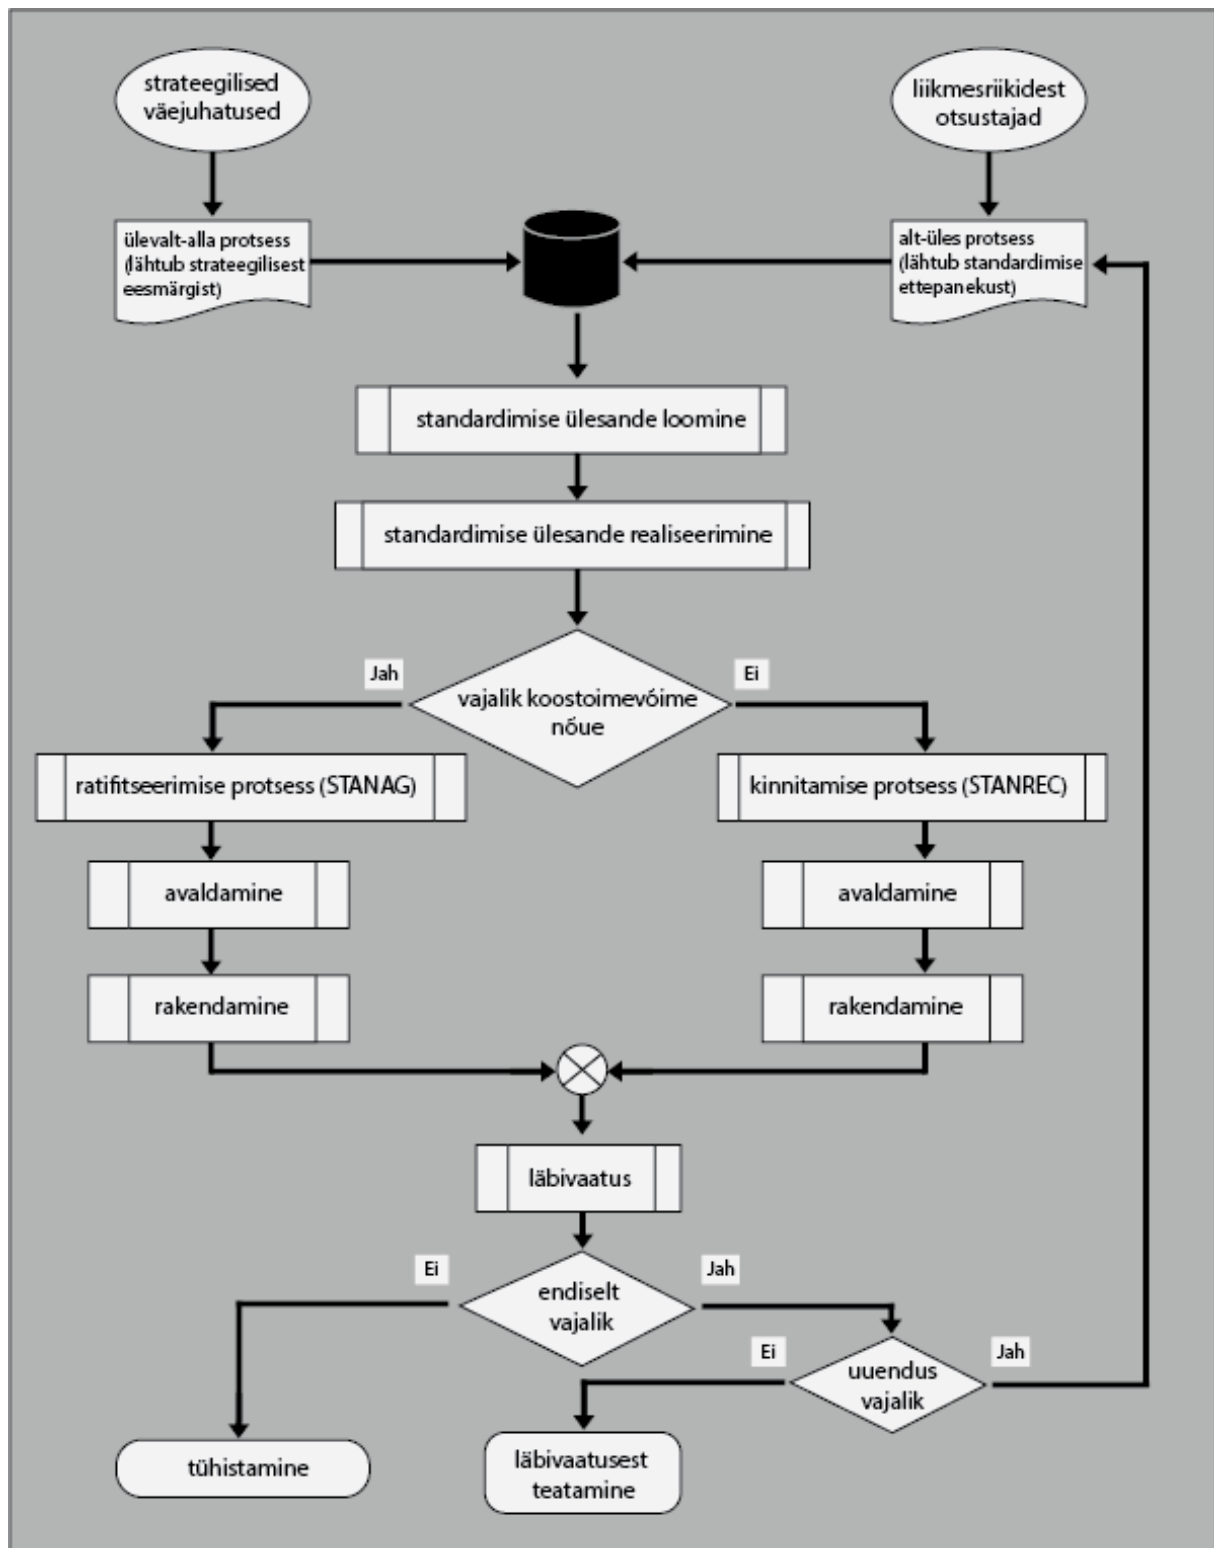 strateegilised
väejuhatused
liikmesriikidest
otsustajad
ülevalt-alla protsess
(lähtub strateegilisest
eesmärgist)
alt-üles protsess
(lähtub standardimise
ettepanekust)
standardimise ülesande loomine
standardimise ülesande realiseerimine
Jah
Ei
vajalik koostoimevõime
nõue
ratifitseerimise protsess (STANAG)
kinnitamise protsess (STANREC)
avaldamine
avaldamine
rakendamine
rakendamine
läbivaatus
Ei
Jah
endiselt
vajalik
Ei
Jah
uuendus
vajalik
tühistamine
läbivaatusest
teatamine